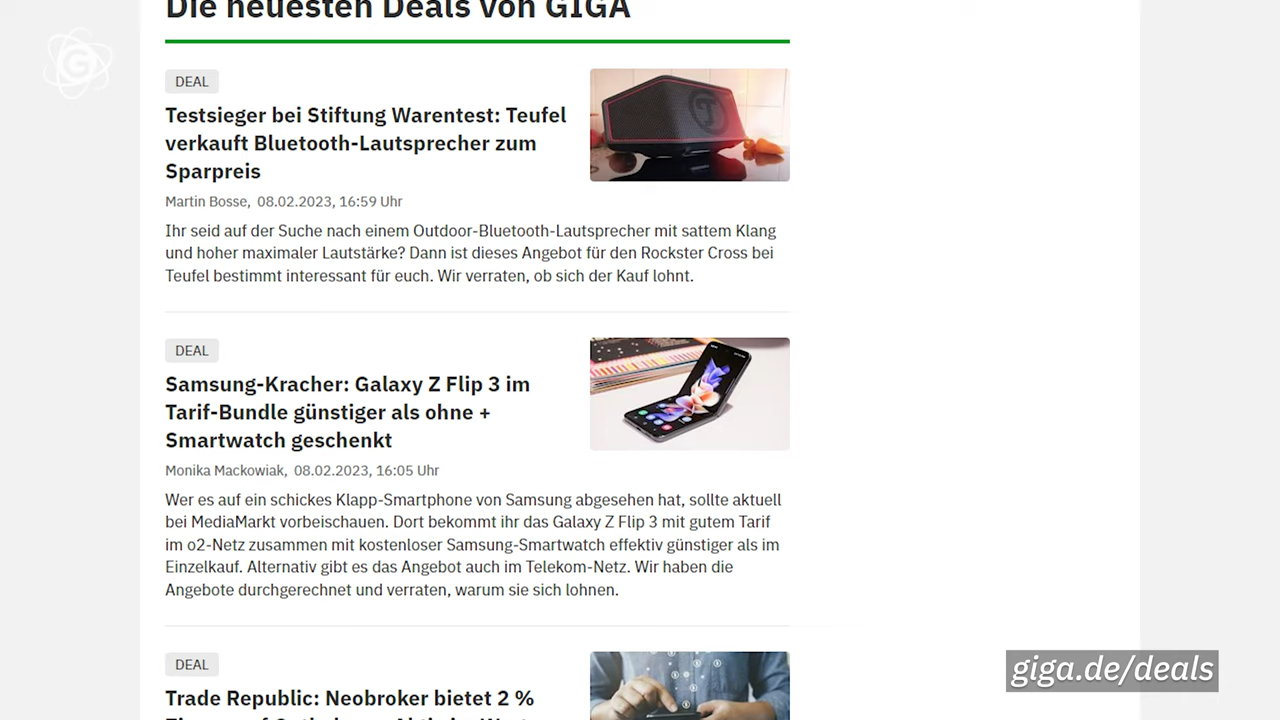 Die neuesten Deals von GIGA
DEAL
Testsieger bei Stiftung Warentest: Teufel
verkauft Bluetooth-Lautsprecher zum
Sparpreis
Martin Bosse, 08.02.2023, 16:59 Uhr
Ihr seid auf der Suche nach einem Outdoor-Bluetooth-Lautsprecher mit sattem Klang
und hoher maximaler Lautstärke? Dann ist dieses Angebot für den Rockster Cross bei
Teufel bestimmt interessant für euch. Wir verraten, ob sich der Kauf lohnt.
DEAL
Samsung-Kracher: Galaxy Z Flip 3 im
Tarif-Bundle günstiger als ohne +
Smartwatch geschenkt
Monika Mackowiak, 08.02.2023, 16:05 Uhr
Wer es auf ein schickes Klapp-Smartphone von Samsung abgesehen hat, sollte aktuell
bei MediaMarkt vorbeischauen. Dort bekommt ihr das Galaxy Z Flip 3 mit gutem Tarif
im o2-Netz zusammen mit kostenloser Samsung-Smartwatch effektiv günstiger als im
Einzelkauf. Alternativ gibt es das Angebot auch im Telekom-Netz. Wir haben die
Angebote durchgerechnet und verraten, warum sie sich lohnen.
DEAL
Trade Republic: Neobroker bietet 2 %
giga.de/deals